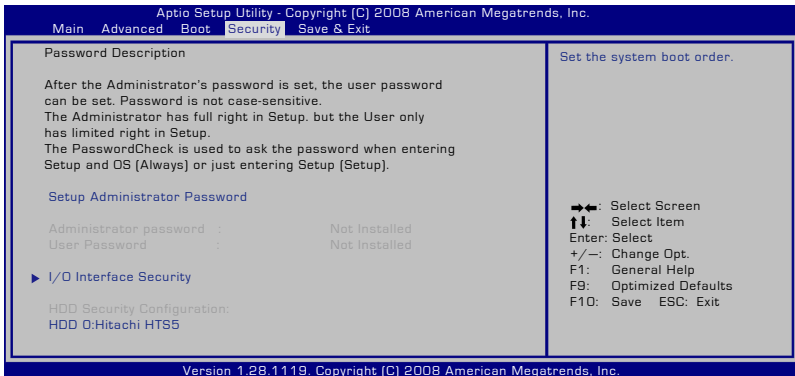 Aptio Setup Utility - Copyright (C) 2008 American Megatrends, Inc.
Main Advanced Boot Security Save & Exit
Password Description
After the Administrator's password is set, the user password
can be set. Password is not case-sensitive.
The Administrator has full right in Setup. but the User only
has limited right in Setup.
The PasswordCheck is used to ask the password when entering
Setup and OS (Always) or just entering Setup (Setup).
Setup Administrator Password
Administrator password : Not Installed
User Password : Not Installed
I/O Interface Security
HDD Security Configuration:
HDD 0:Hitachi HTS5
Set the system boot order.
→←: Select Screen
↑↓: Select Item
Enter: Select
+/—: Change Opt.
F1: General Help
F9: Optimized Defaults
F10: Save ESC: Exit
Version 1.28.1119. Copyright (C) 2008 American Megatrends, Inc.